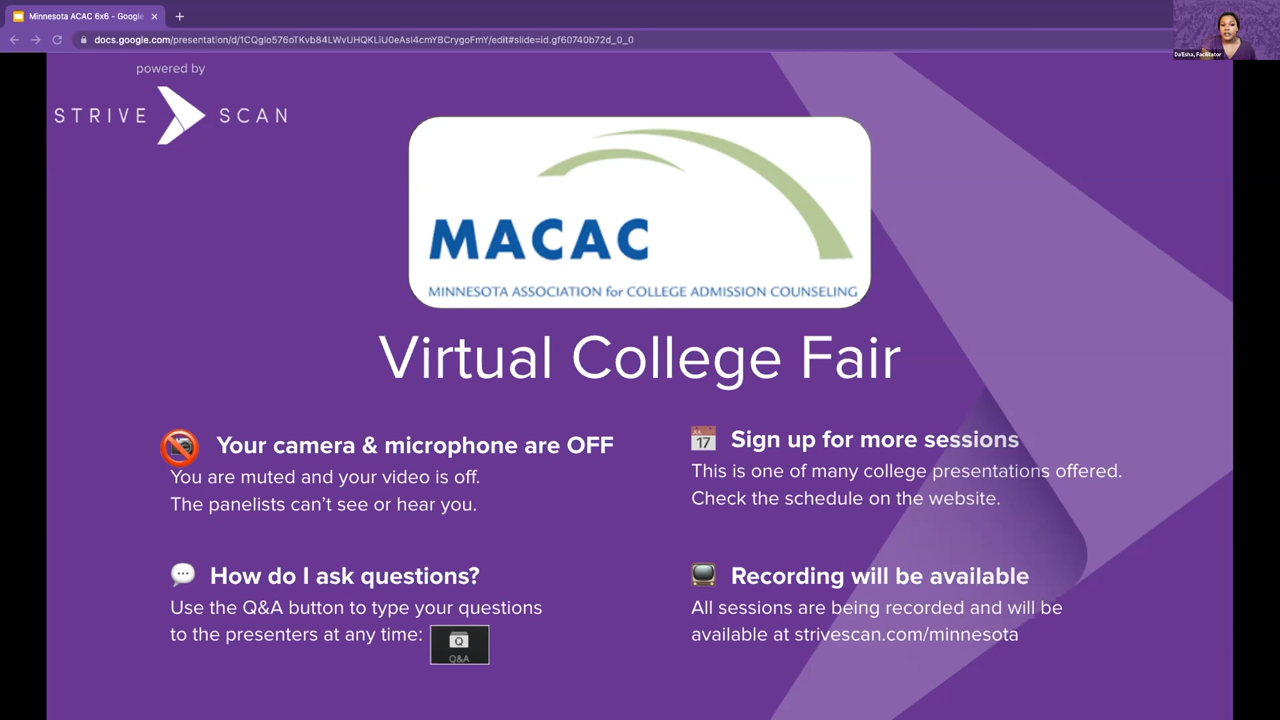 Minnesota ACAC 6x6 - Google
docs.google.com/presentation/d/1CQglo576oTKvb84LWvUHQKLiU0eAsI4cmYBCrygoFmY/edit#slide=id.gf60740b72d_0_0
Da'Esha, Facilitator
powered by
STRIVE SCAN
MACAC
MINNESOTA ASSOCIATION for COLLEGE ADMISSION COUNSELING
Virtual College Fair
Your camera & microphone are OFF
You are muted and your video is off.
The panelists can't see or hear you.
JUL
17
Sign up for more sessions
This is one of many college presentations offered.
Check the schedule on the website.
How do I ask questions?
Use the Q&A button to type your questions
to the presenters at any time:
Q
Q&A
Recording will be available
All sessions are being recorded and will be
available at strivescan.com/minnesota